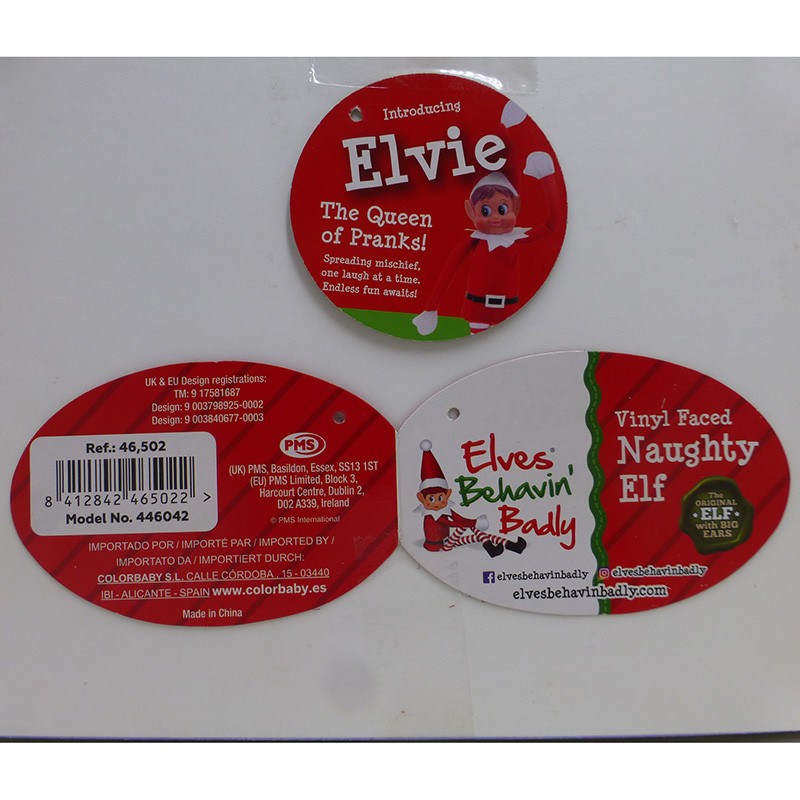 Introducing
Elvie
The Queen
of Pranks!
Spreading mischief,
one laugh at a time.
Endless fun awaits!
UK & EU Design registrations:
TM: 9 17581687
Design: 9 003798925-0002
Design: 9 003840677-0003
Ref.: 46,502
8 412842 465022 >
Model No. 446042
PMS
(UK) PMS, Basildon, Essex, SS13 1ST
(EU) PMS Limited, Block 3,
Harcourt Centre, Dublin 2,
D02 A339, Ireland
© PMS International
IMPORTADO POR / IMPORTÉ PAR / IMPORTED BY /
IMPORTATO DA / IMPORTIERT DURCH:
COLORBABY S.L. CALLE CÓRDOBA , 15 - 03440
IBI - ALICANTE - SPAIN www.colorbaby.es
Made in China
Elves®
Behavin'
Badly
Vinyl Faced
Naughty
Elf
The
ORIGINAL
·ELF·
with BIG
EARS
elvesbehavinbadly elvesbehavinbadly
elvesbehavinbadly.com